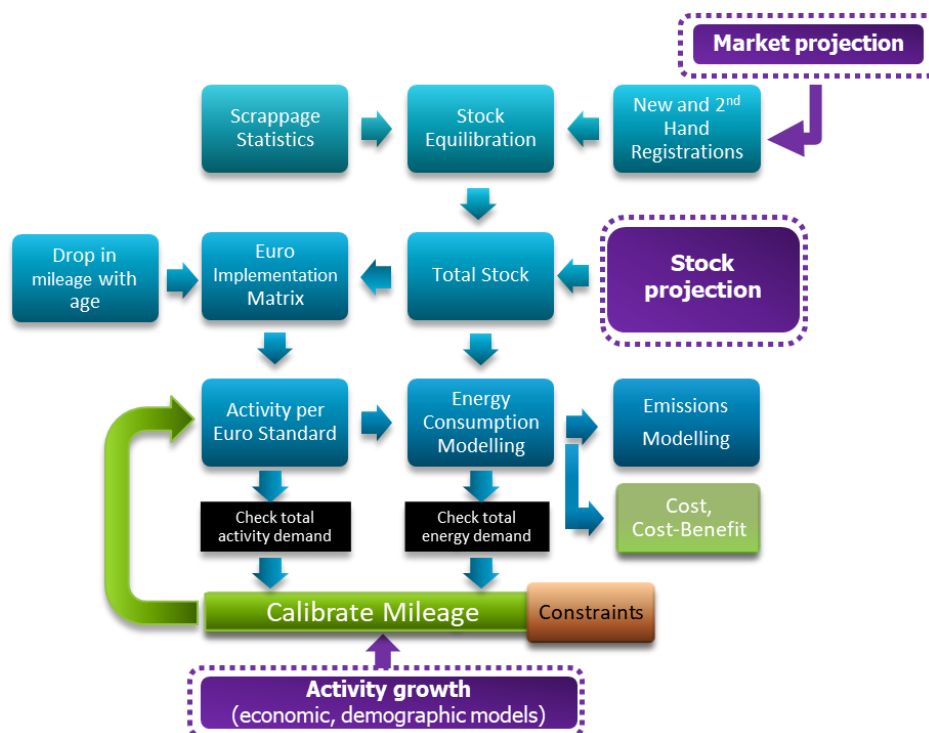 Market projection
Scrappage
Statistics
Stock
Equilibration
New and 2nd
Hand
Registrations
Drop in
mileage with
age
Euro
Implementation
Matrix
Total Stock
Stock
projection
Activity per
Euro Standard
Energy
Consumption
Modelling
Emissions
Modelling
Check total
activity demand
Check total
energy demand
Cost,
Cost-Benefit
Calibrate Mileage
Constraints
Activity growth
(economic, demographic models)